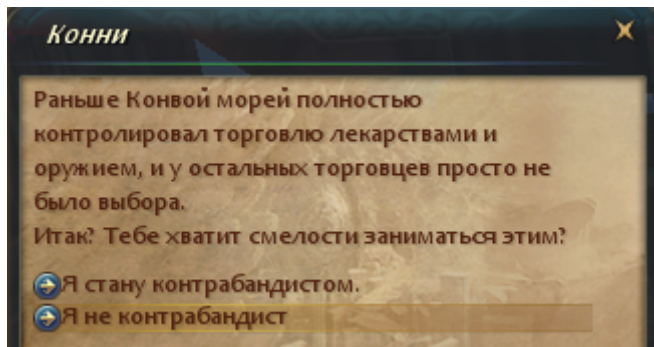 Конни
Раньше Конвой морей полностью
контролировал торговлю лекарствами и
оружием, и у остальных торговцев просто не
было выбора.
Итак? Тебе хватит смелости заниматься этим?
Я стану контрабандистом.
Я не контрабандист